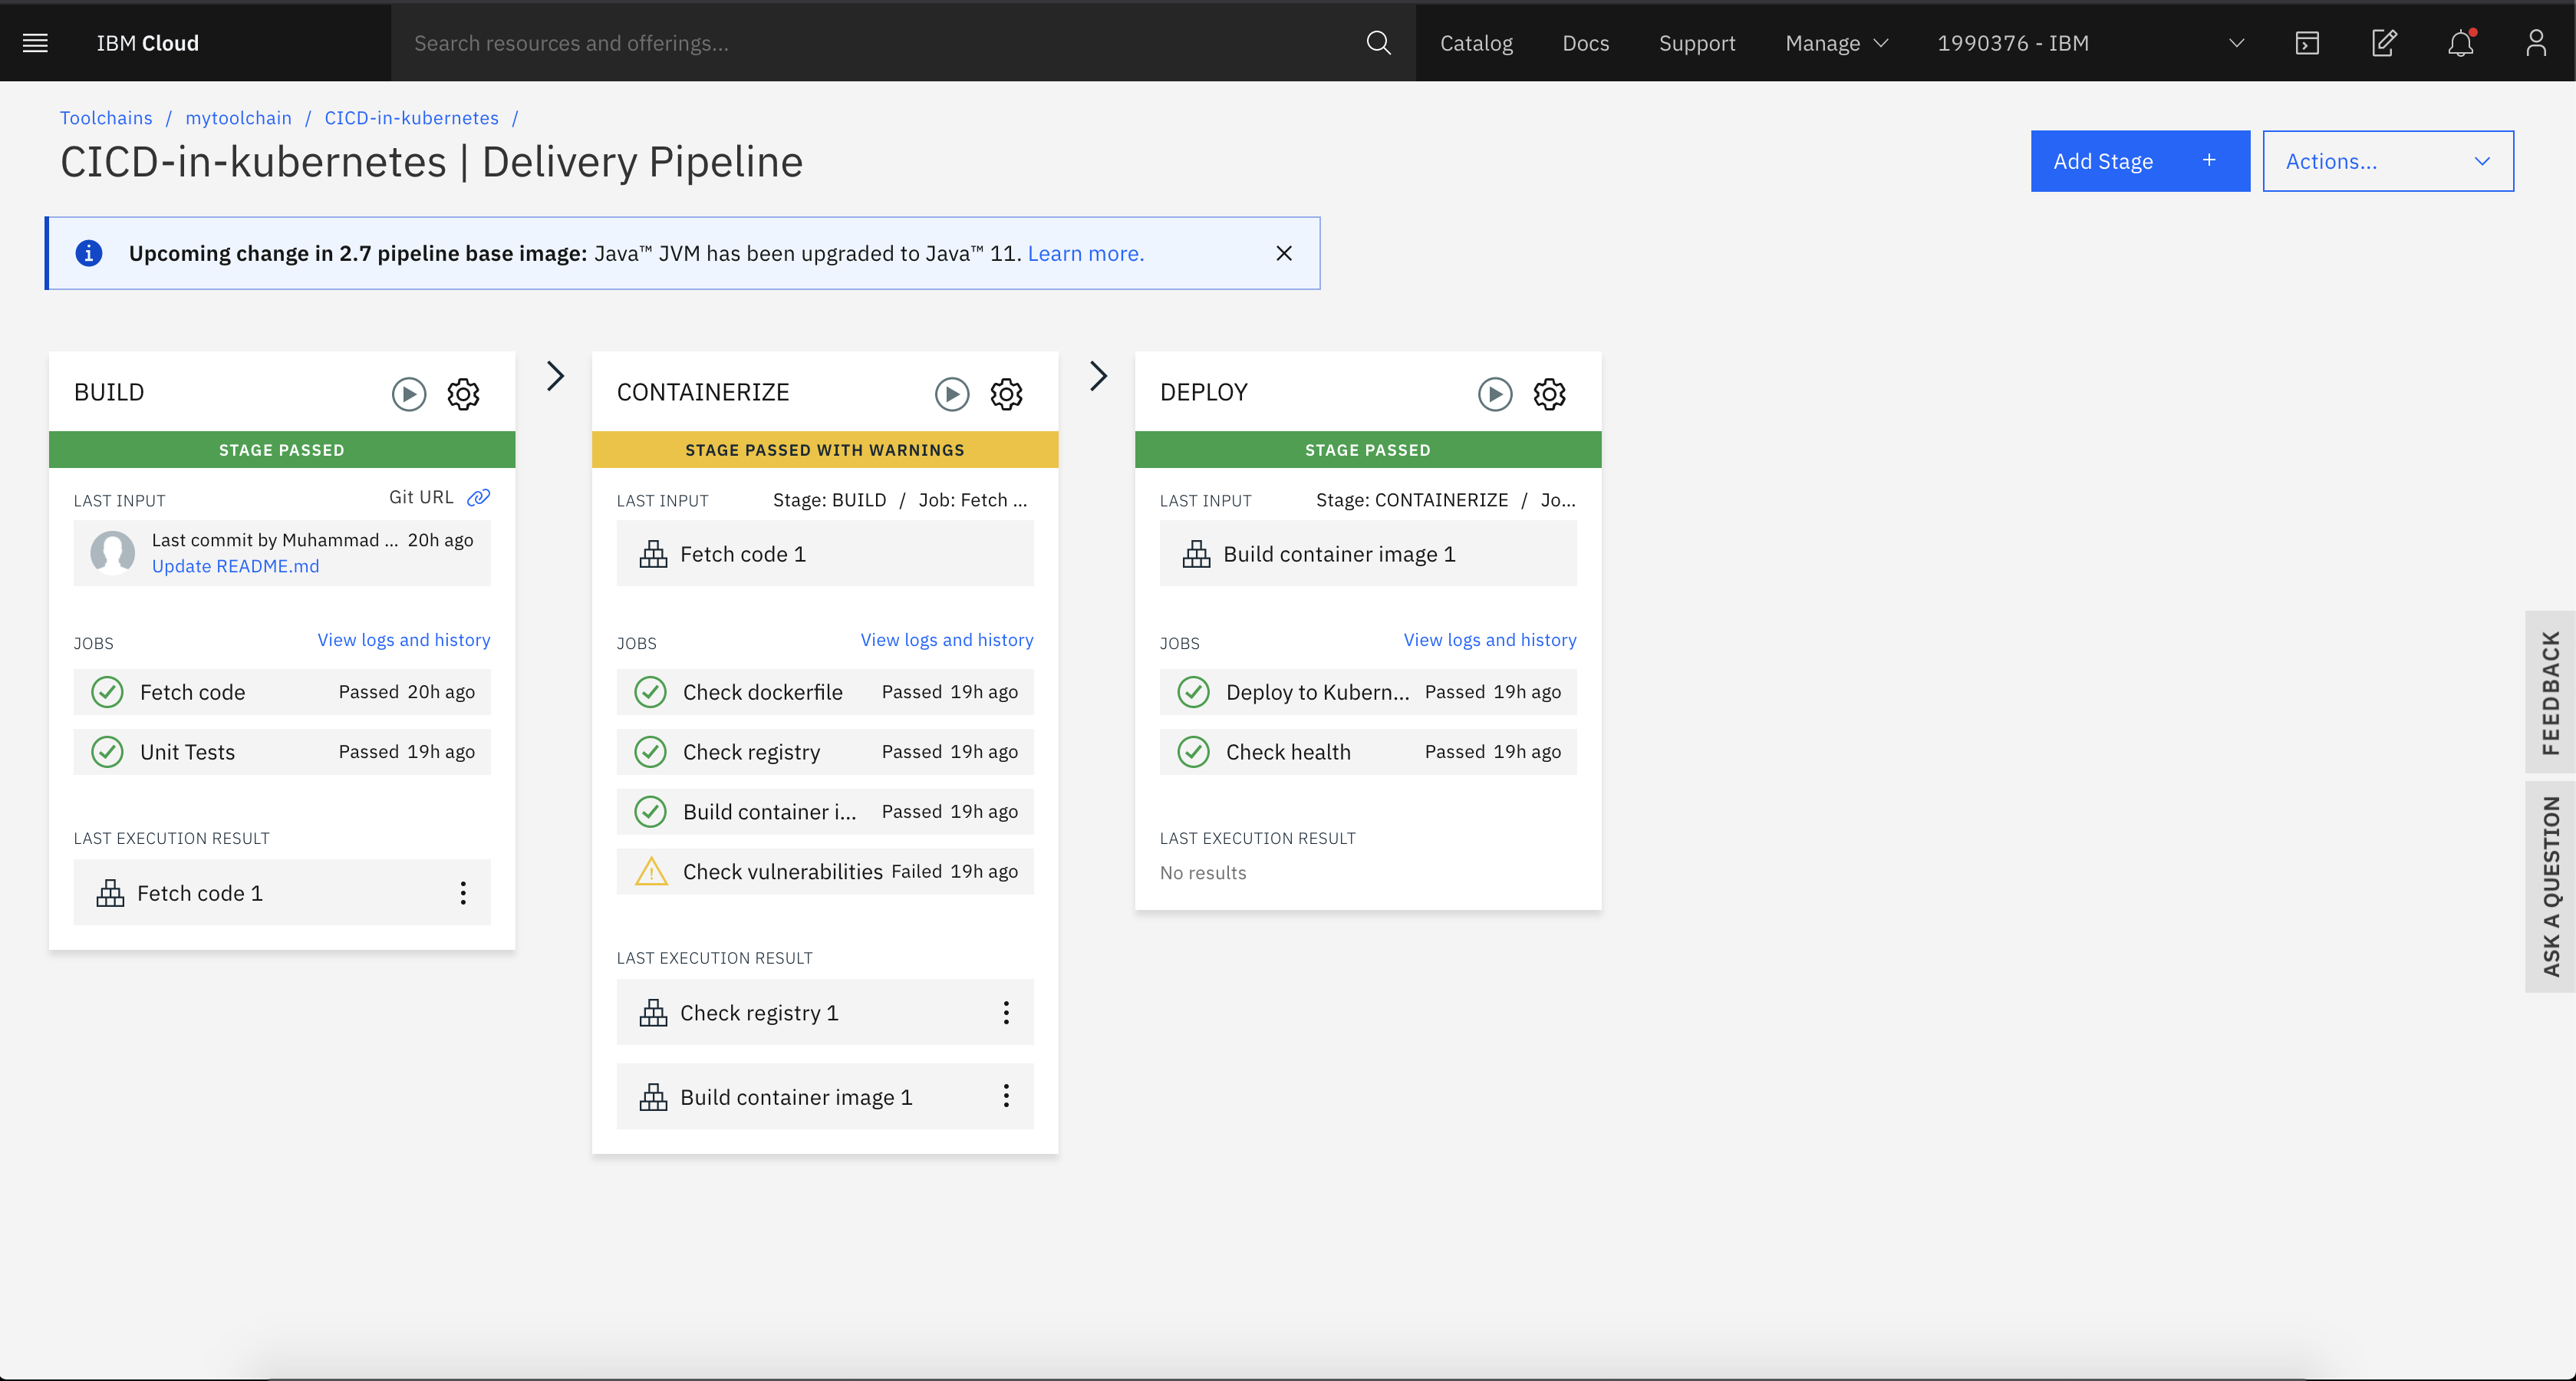 IBM Cloud
Search resources and offerings...
Catalog
Docs
Support
Manage
1990376 - IBM
Toolchains / mytoolchain / CICD-in-kubernetes /
CICD-in-kubernetes | Delivery Pipeline
Add Stage +
Actions...
Upcoming change in 2.7 pipeline base image: Java™ JVM has been upgraded to Java™ 11. Learn more.
BUILD
STAGE PASSED
LAST INPUT
Git URL
Last commit by Muhammad ... 20h ago
Update README.md
JOBS
View logs and history
Fetch code Passed 20h ago
Unit Tests Passed 19h ago
LAST EXECUTION RESULT
Fetch code 1
CONTAINERIZE
STAGE PASSED WITH WARNINGS
LAST INPUT
Stage: BUILD / Job: Fetch ...
Fetch code 1
JOBS
View logs and history
Check dockerfile Passed 19h ago
Check registry Passed 19h ago
Build container i... Passed 19h ago
Check vulnerabilities Failed 19h ago
LAST EXECUTION RESULT
Check registry 1
Build container image 1
DEPLOY
STAGE PASSED
LAST INPUT
Stage: CONTAINERIZE / Jo...
Build container image 1
JOBS
View logs and history
Deploy to Kubern... Passed 19h ago
Check health Passed 19h ago
LAST EXECUTION RESULT
No results
FEEDBACK
ASK A QUESTION